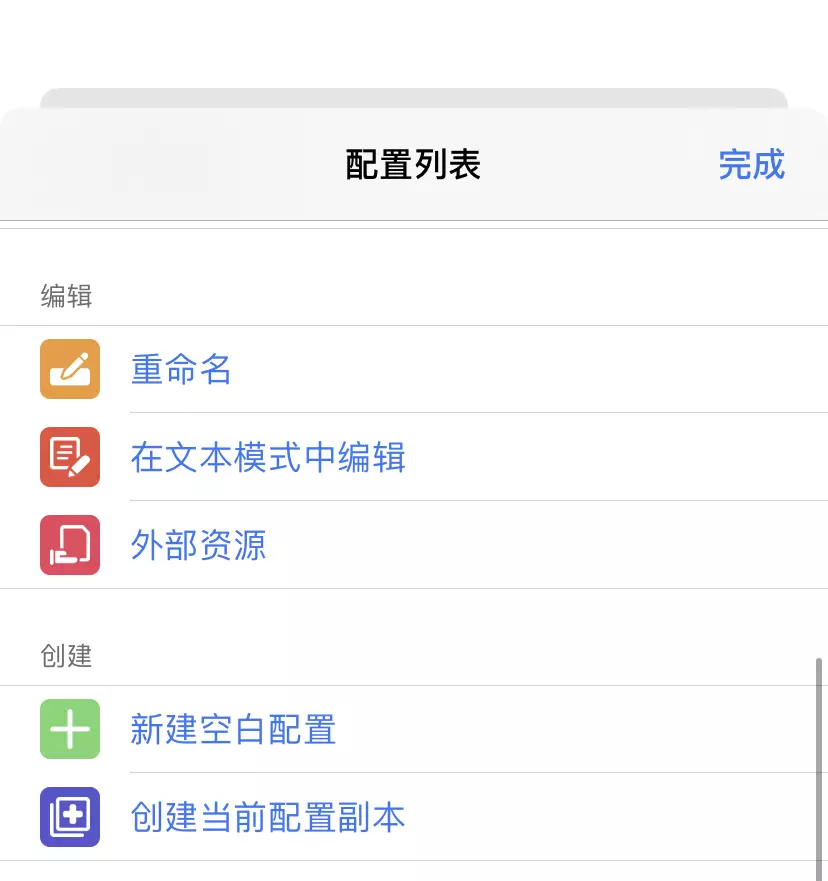 配置列表
完成
编辑
重命名
在文本模式中编辑
外部资源
创建
新建空白配置
创建当前配置副本